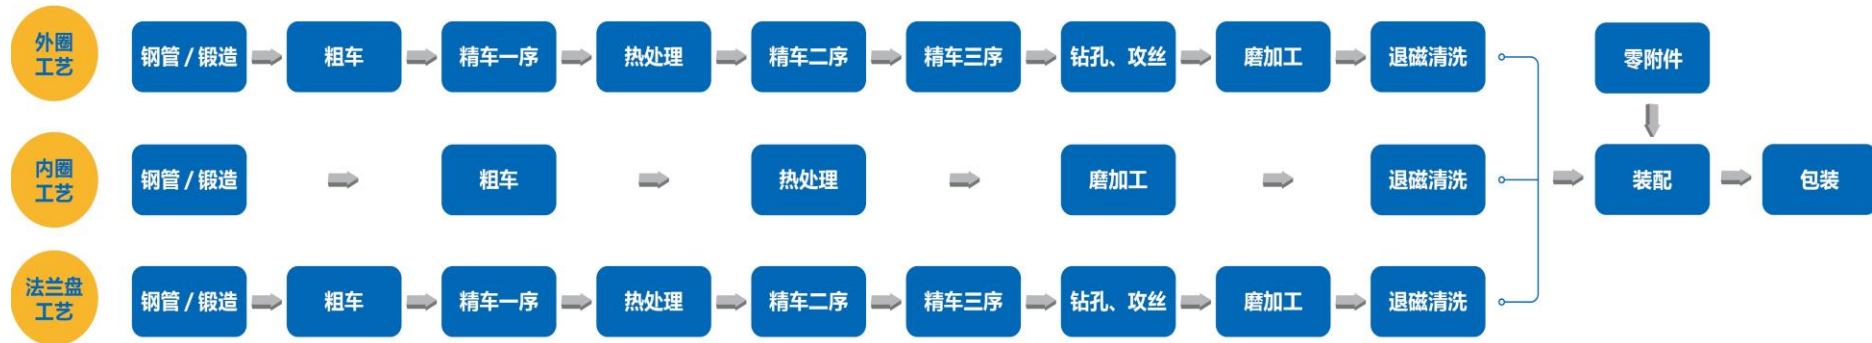 外圈
工艺
钢管 / 锻造
粗车
精车一序
热处理
精车二序
精车三序
钻孔、攻丝
磨加工
退磁清洗
零附件
内圈
工艺
钢管 / 锻造
粗车
热处理
磨加工
退磁清洗
装配
包装
法兰盘
工艺
钢管 / 锻造
粗车
精车一序
热处理
精车二序
精车三序
钻孔、攻丝
磨加工
退磁清洗